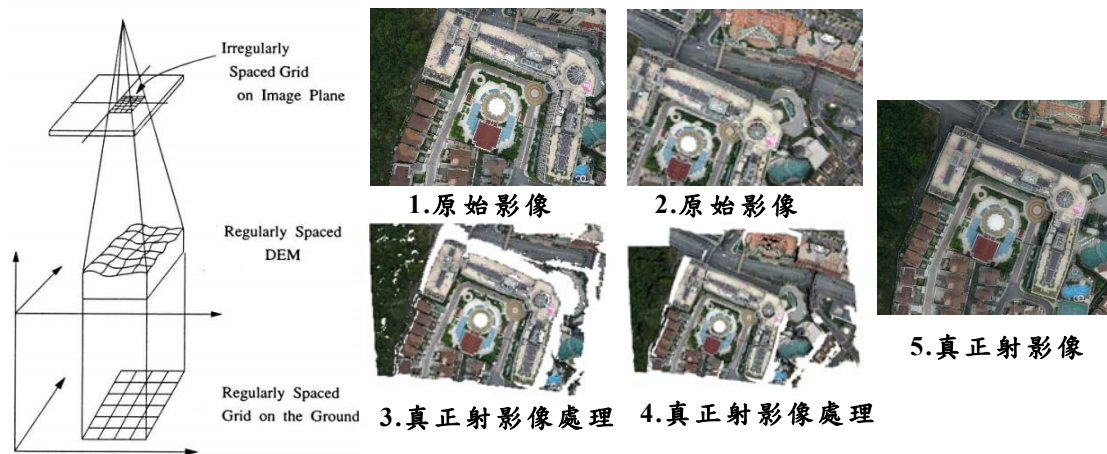 Irregularly
Spaced Grid
on Image Plane
Regularly Spaced
DEM
Regularly Spaced
Grid on the Ground
1.原始影像
2.原始影像
3.真正射影像處理
4.真正射影像處理
5.真正射影像